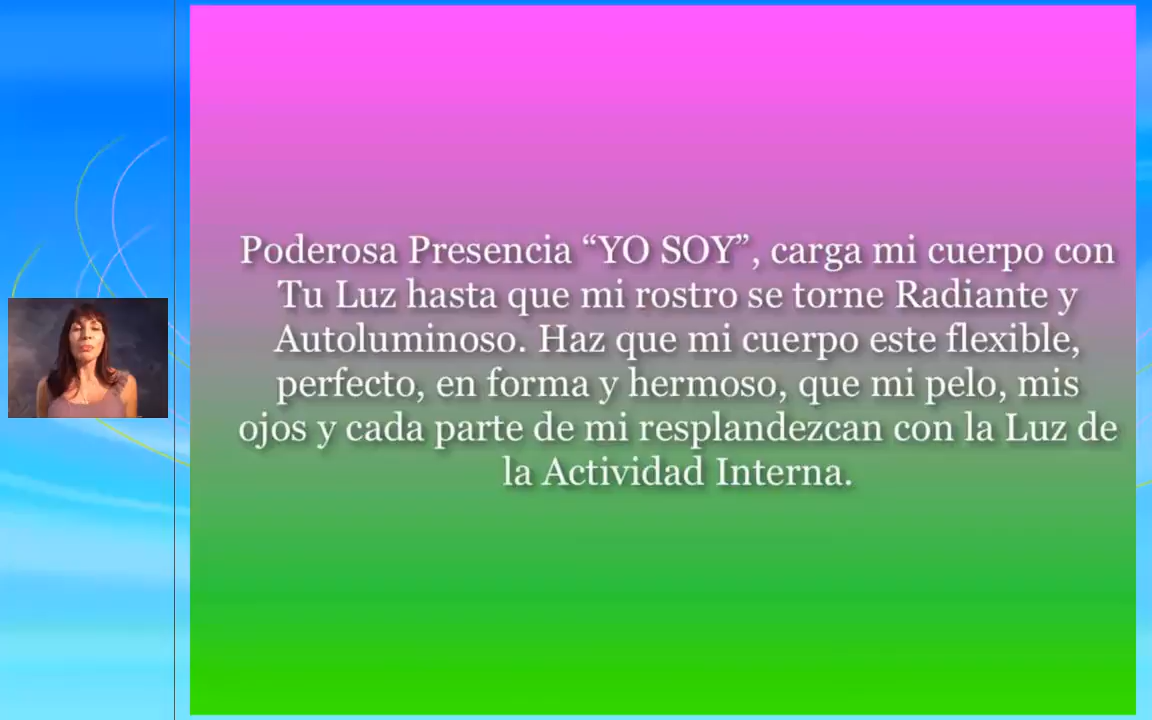 Poderosa Presencia “YO SOY”, carga mi cuerpo con
Tu Luz hasta que mi rostro se torne Radiante y
Autoluminoso. Haz que mi cuerpo este flexible,
perfecto, en forma y hermoso, que mi pelo, mis
ojos y cada parte de mi resplandezcan con la Luz de
la Actividad Interna.